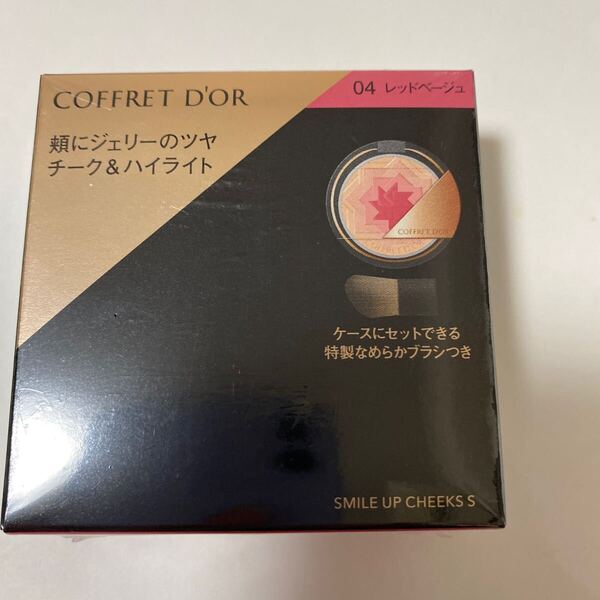 COFFRET D'OR
04 レッドベージュ
頬にジェリーのツヤ
チーク&ハイライト
COFFRET D'OR
COFFRET D'OR
ケースにセットできる
特製なめらかブラシつき
SMILE UP CHEEKS S